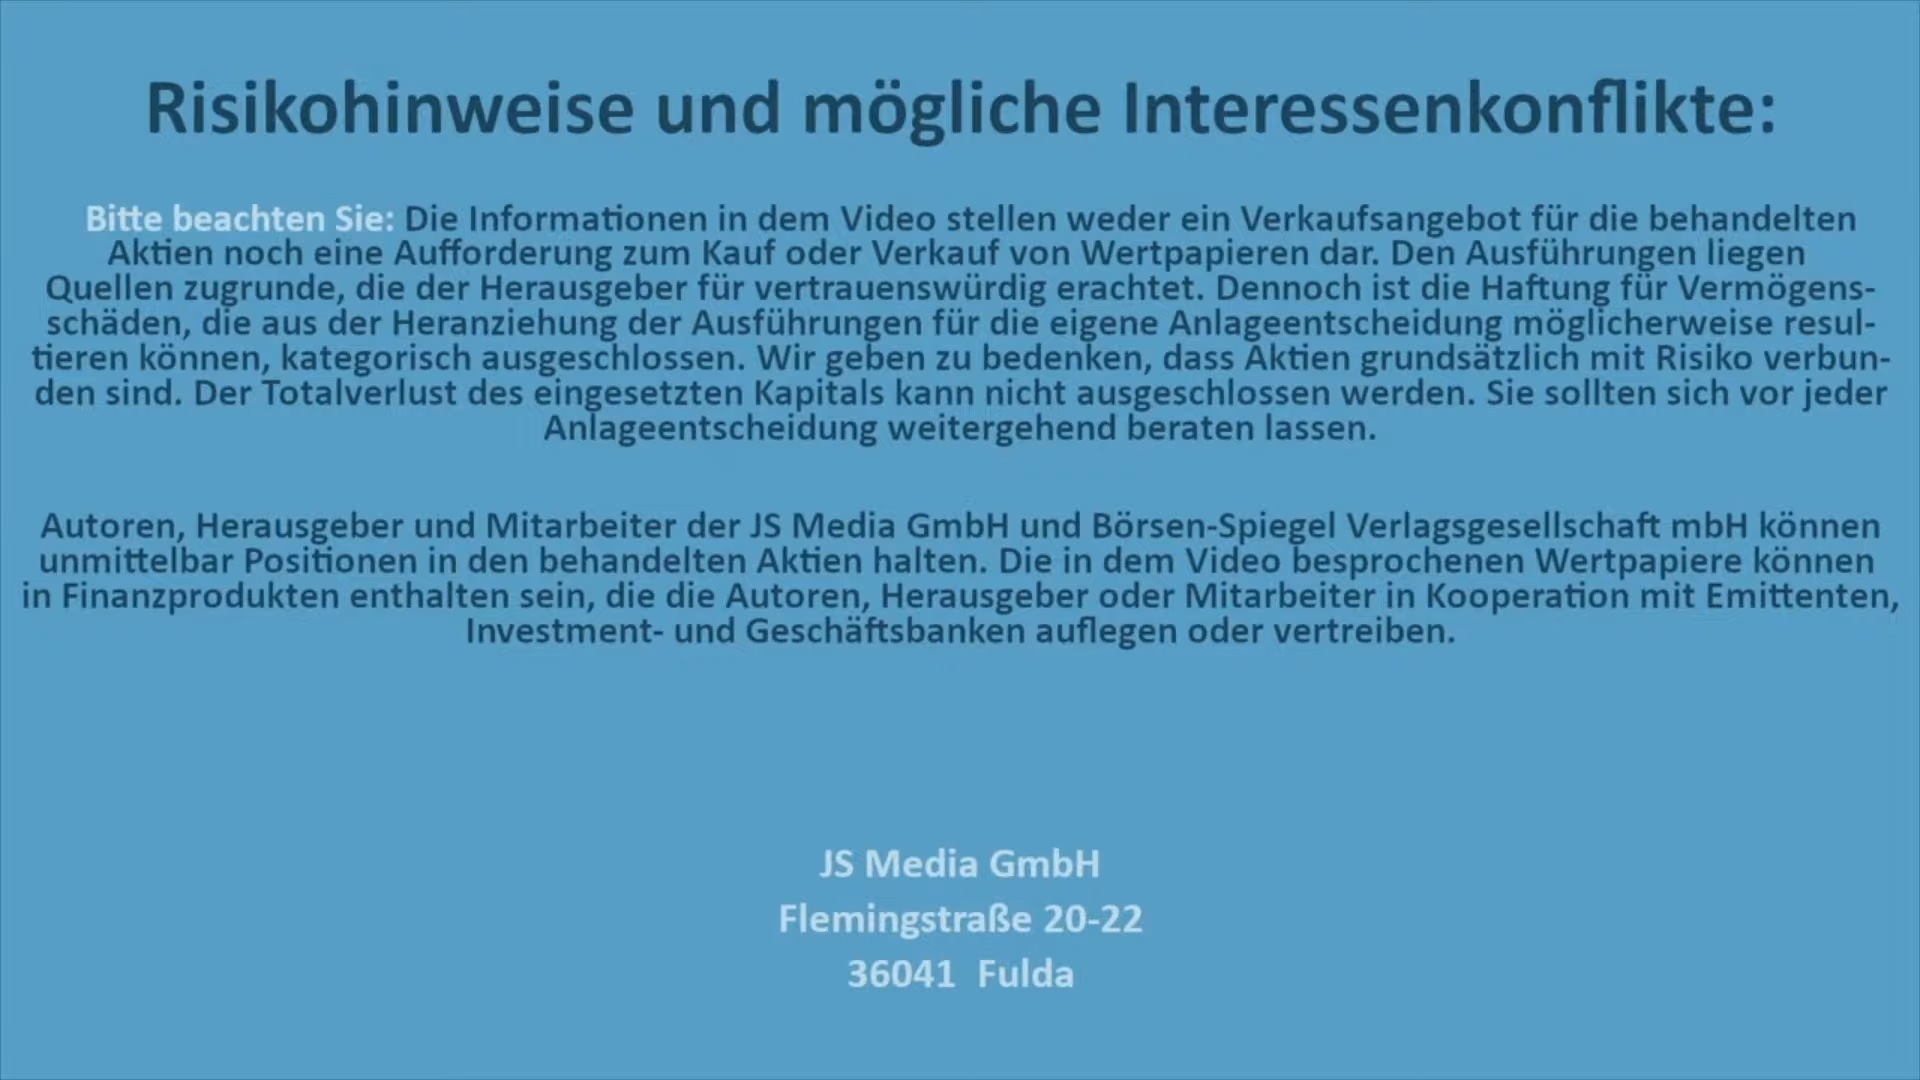 Risikohinweise und mögliche Interessenkonflikte:
Bitte beachten Sie: Die Informationen in dem Video stellen weder ein Verkaufsangebot für die behandelten
Aktien noch eine Aufforderung zum Kauf oder Verkauf von Wertpapieren dar. Den Ausführungen liegen
Quellen zugrunde, die der Herausgeber für vertrauenswürdig erachtet. Dennoch ist die Haftung für Vermögens-
schäden, die aus der Heranziehung der Ausführungen für die eigene Anlageentscheidung möglicherweise resul-
tieren können, kategorisch ausgeschlossen. Wir geben zu bedenken, dass Aktien grundsätzlich mit Risiko verbun-
den sind. Der Totalverlust des eingesetzten Kapitals kann nicht ausgeschlossen werden. Sie sollten sich vor jeder
Anlageentscheidung weitergehend beraten lassen.
Autoren, Herausgeber und Mitarbeiter der JS Media GmbH und Börsen-Spiegel Verlagsgesellschaft mbH können
unmittelbar Positionen in den behandelten Aktien halten. Die in dem Video besprochenen Wertpapiere können
in Finanzprodukten enthalten sein, die die Autoren, Herausgeber oder Mitarbeiter in Kooperation mit Emittenten,
Investment- und Geschäftsbanken auflegen oder vertreiben.
JS Media GmbH
Flemingstraße 20-22
36041  Fulda